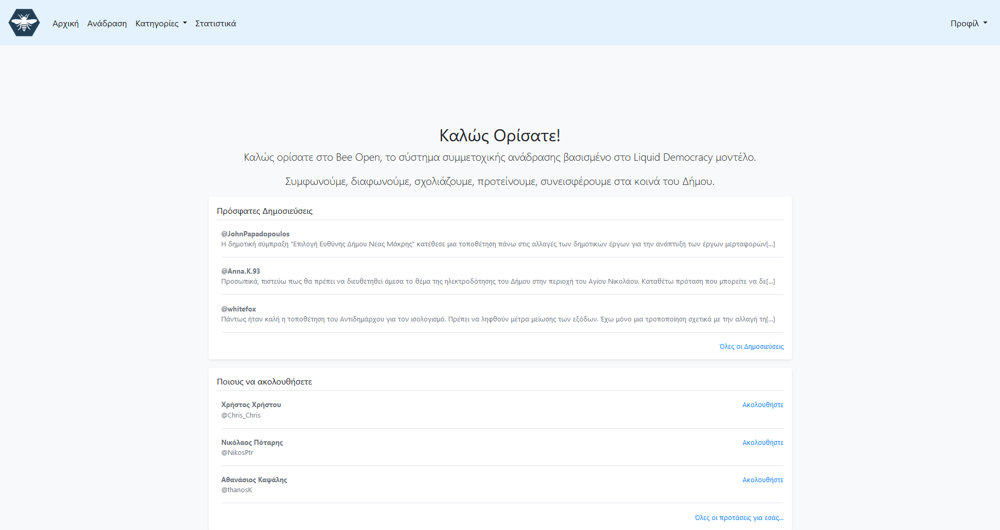 Αρχική Ανάδραση Κατηγορίες Στατιστικά Προφίλ
Καλώς Ορίσατε!
Καλώς ορίσατε στο Bee Open, το σύστημα συμμετοχικής ανάδρασης βασισμένο στο Liquid Democracy μοντέλο.
Συμφωνούμε, διαφωνούμε, σχολιάζουμε, προτείνουμε, συνεισφέρουμε στα κοινά του Δήμου.
Πρόσφατες Δημοσιεύσεις
@JohnPapadopoulos
Η δημοτική σύμπραξη "Επιλογή Ευθύνης Δήμου Νέας Μάκρης" κατέθεσε μια τοποθέτηση πάνω στις αλλαγές των δημοτικών έργων για την ανάπτυξη των έργων μερταφορών[...]
@Anna.K.93
Προσωπικά, πιστεύω πως θα πρέπει να διευθετηθεί άμεσα το θέμα της ηλεκτροδότησης του Δήμου στην περιοχή του Αγίου Νικολάου. Καταθέτω πρόταση που μπορείτε να δε[...]
@whitefox
Πάντως ήταν καλή η τοποθέτηση του Αντιδημάρχου για τον ισολογισμό. Πρέπει να ληφθούν μέτρα μείωσης των εξόδων. Έχω μόνο μια τροποποίηση σχετικά με την αλλαγή τη[...]
Όλες οι Δημοσιεύσεις
Ποιους να ακολουθήσετε
Χρήστος Χρήστου Ακολουθήστε
@Chris_Chris
Νικόλαος Πόταρης Ακολουθήστε
@NikosPtr
Αθανάσιος Καψάλης Ακολουθήστε
@thanosK
Όλες οι προτάσεις για εσάς...